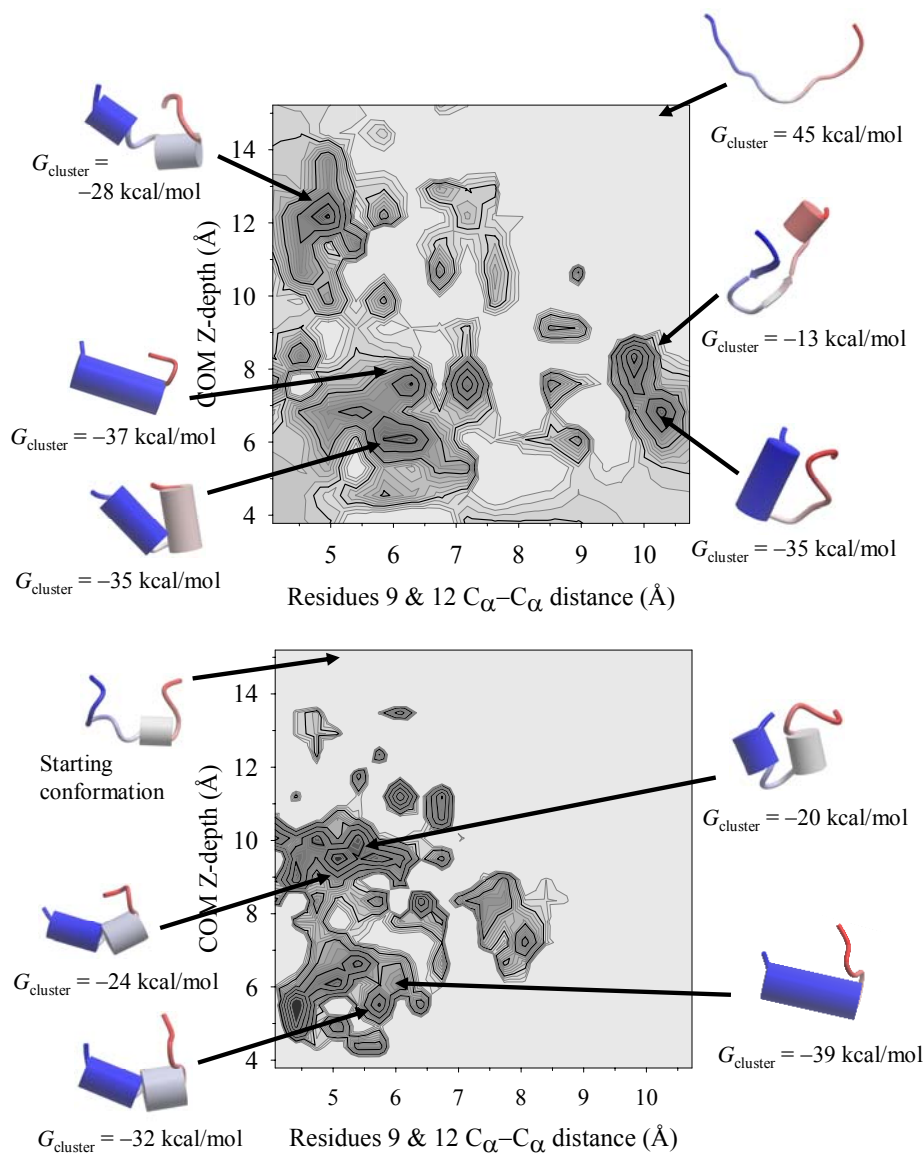 G_cluster = 45 kcal/mol
G_cluster =
−28 kcal/mol
G_cluster = −13 kcal/mol
G_cluster = −37 kcal/mol
G_cluster = −35 kcal/mol
G_cluster = −35 kcal/mol
COM Z-depth (Å)
14
12
10
8
6
4
5 6 7 8 9 10
Residues 9 & 12 Cα–Cα distance (Å)
Starting
conformation
G_cluster = −20 kcal/mol
G_cluster = −24 kcal/mol
G_cluster = −39 kcal/mol
G_cluster = −32 kcal/mol
COM Z-depth (Å)
14
12
10
8
6
4
5 6 7 8 9 10
Residues 9 & 12 Cα–Cα distance (Å)